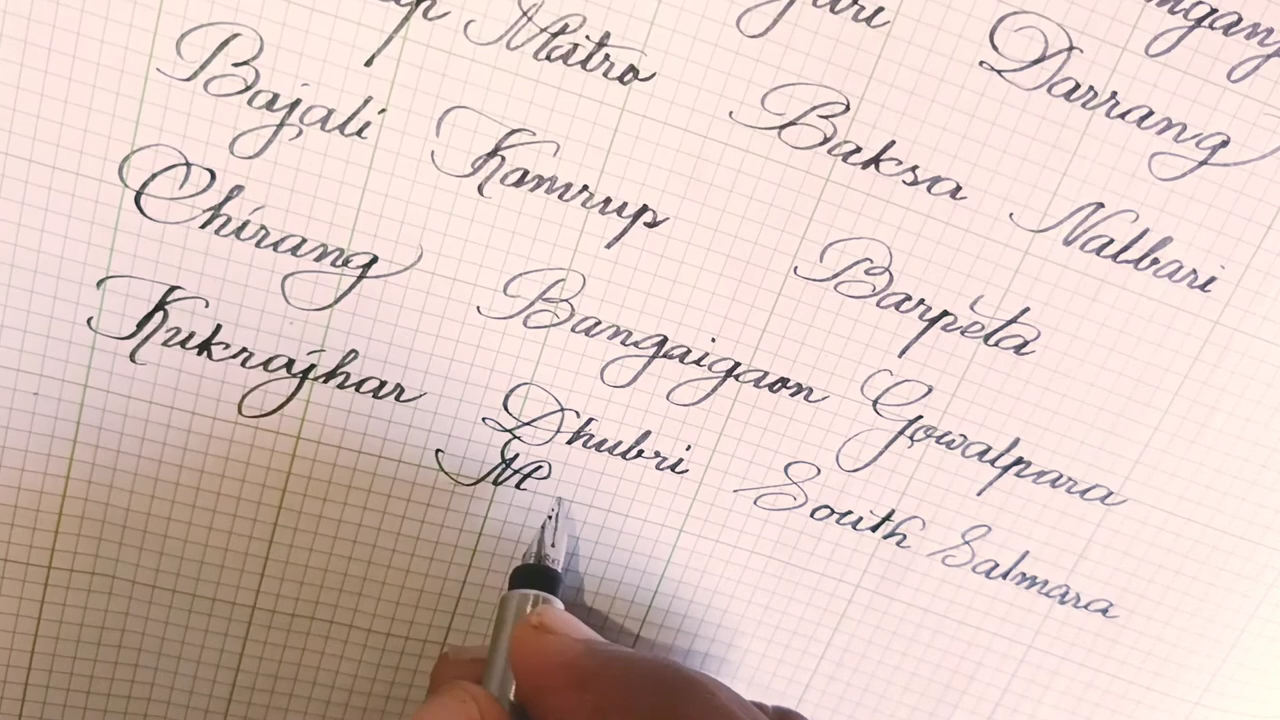 Darrang
Matro Baksa Nalbari
Bajali Kamrup Barpeta
Chirang Bangaigaon Gowalpara
Kukrajhar Dhubri South Salmara